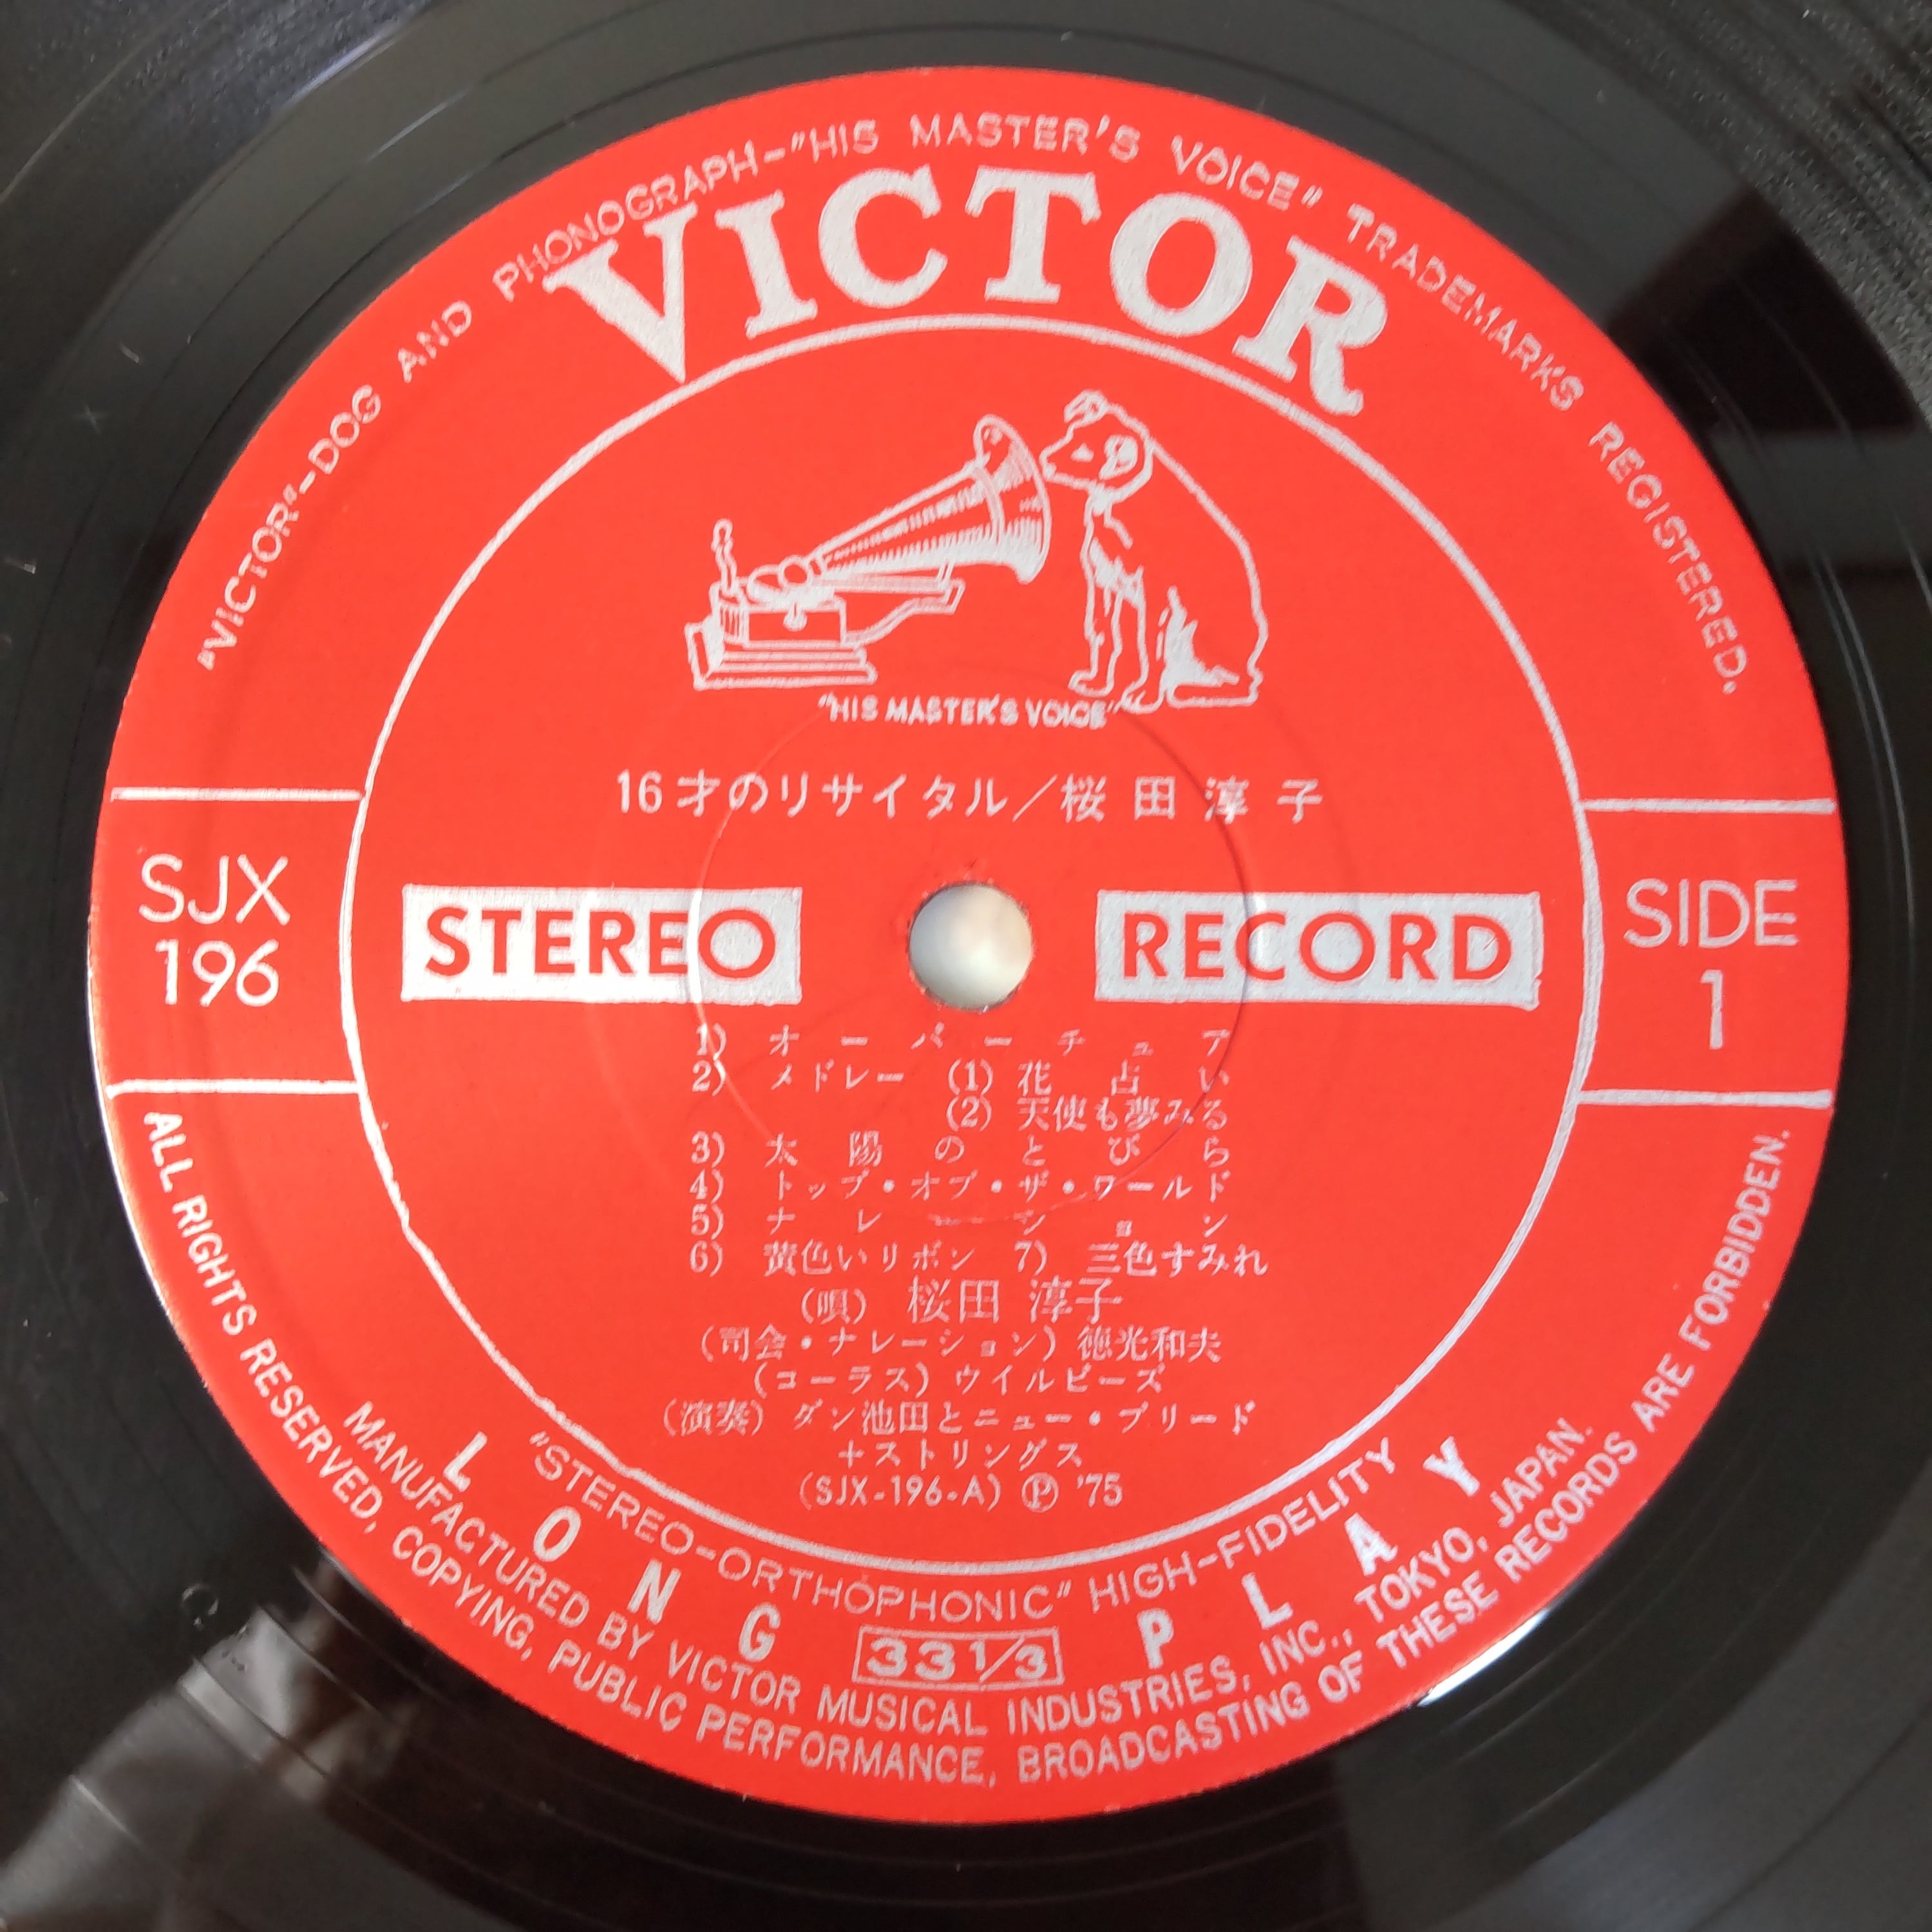 "VICTOR"-DOG AND PHONOGRAPH-"HIS MASTER'S VOICE" TRADEMARKS REGISTERED.
VICTOR
"HIS MASTER'S VOICE"
16才のリサイタル/桜田淳子
SJX
196
STEREO RECORD
SIDE
1
1) オーバーチュア
2) メドレー (1) 花占い
(2) 天使も夢みる
3) 太陽のとびら
4) トップ・オブ・ザ・ワールド
5) ナレーション
6) 黄色いリボン 7) 三色すみれ
(唄) 桜田 淳子
(司会・ナレーション) 徳光和夫
(コーラス) ウイルビーズ
(演奏) ダン池田とニュー・ブリード
+ストリングス
(SJX-196-A) Ⓟ '75
"STEREO-ORTHOPHONIC" HIGH-FIDELITY
LONG 33 1/3 PLAY
MANUFACTURED BY VICTOR MUSICAL INDUSTRIES, INC., TOKYO, JAPAN.
ALL RIGHTS RESERVED, COPYING, PUBLIC PERFORMANCE, BROADCASTING OF THESE RECORDS ARE FORBIDDEN.